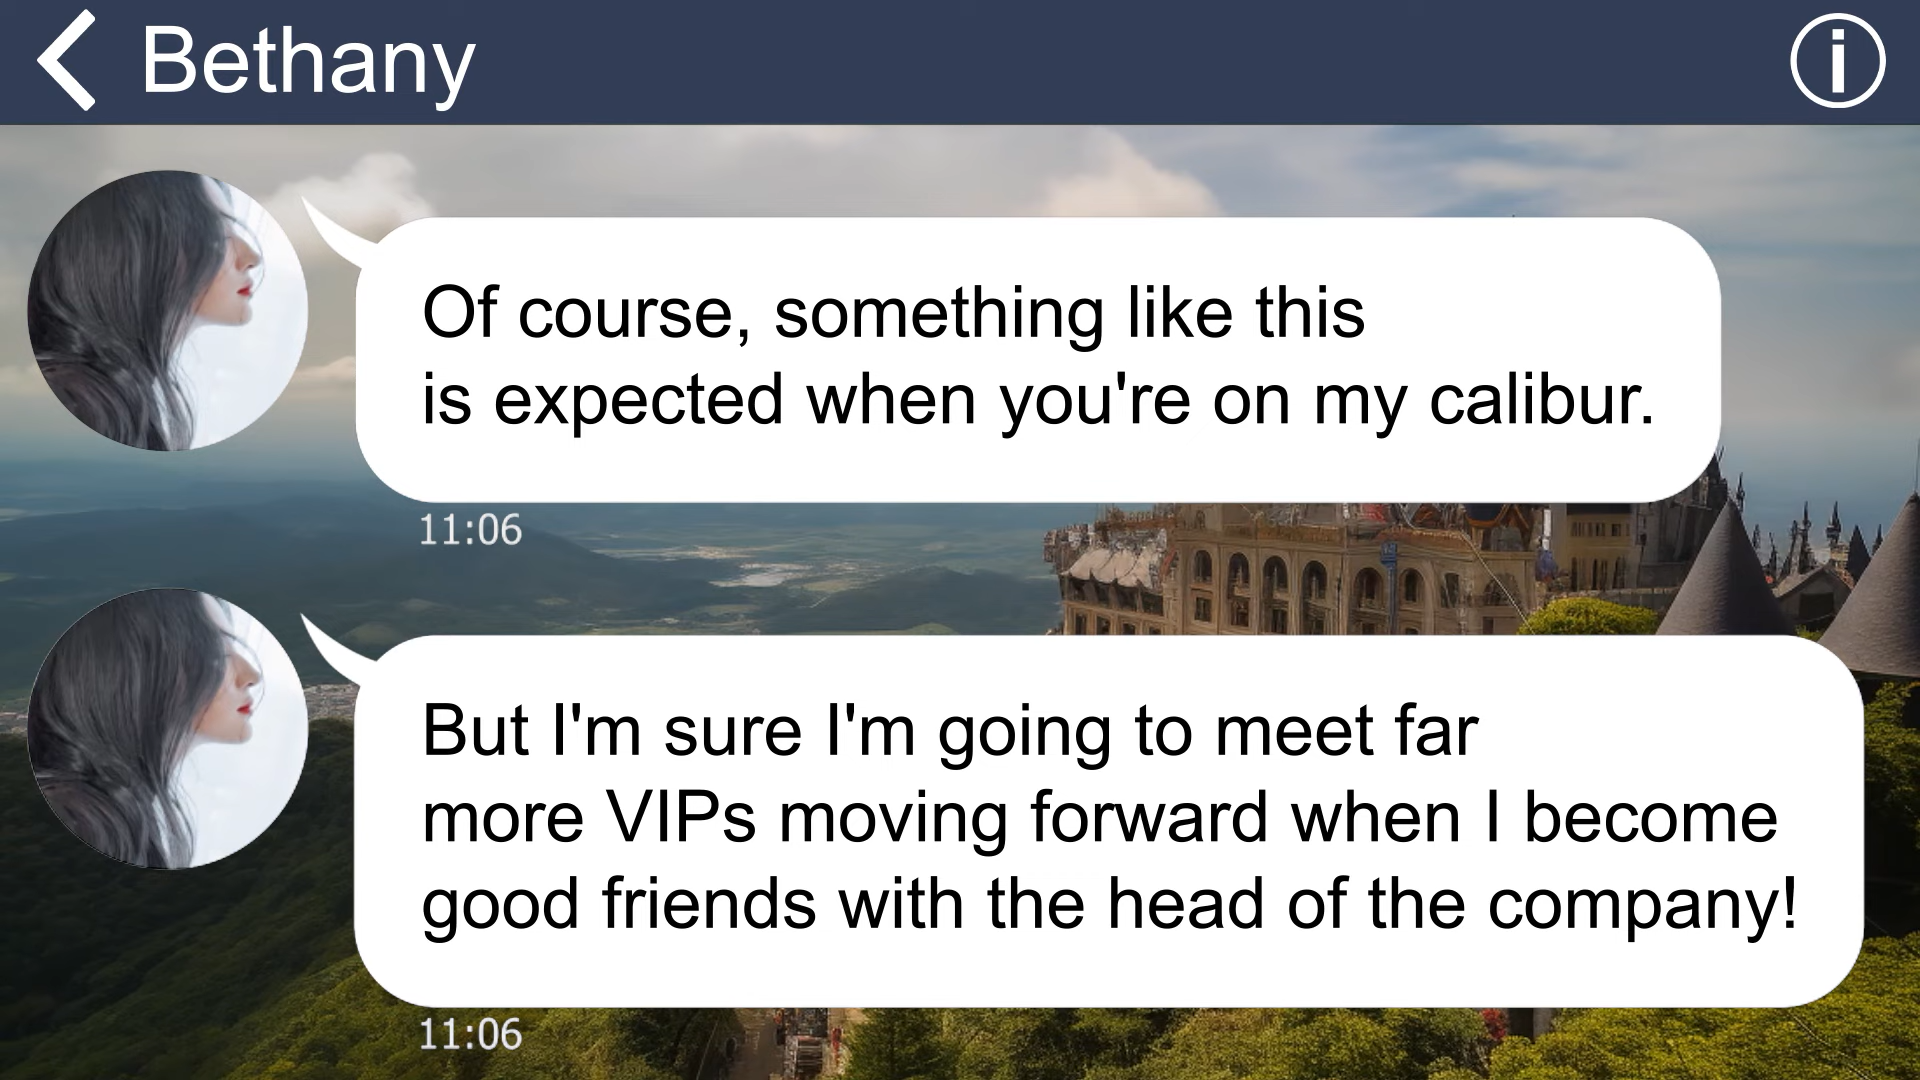 Bethany
Of course, something like this
is expected when you're on my calibur.
11:06
But I'm sure I'm going to meet far
more VIPs moving forward when I become
good friends with the head of the company!
11:06